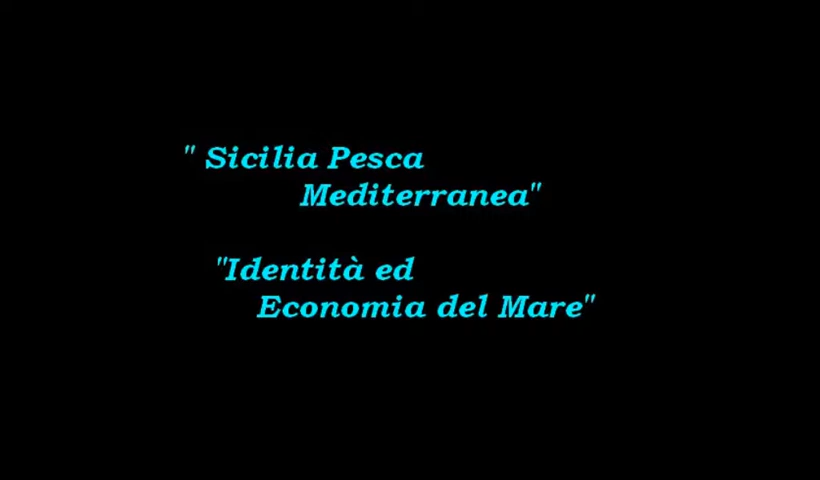 " Sicilia Pesca
Mediterranea"
"Identità ed
Economia del Mare"